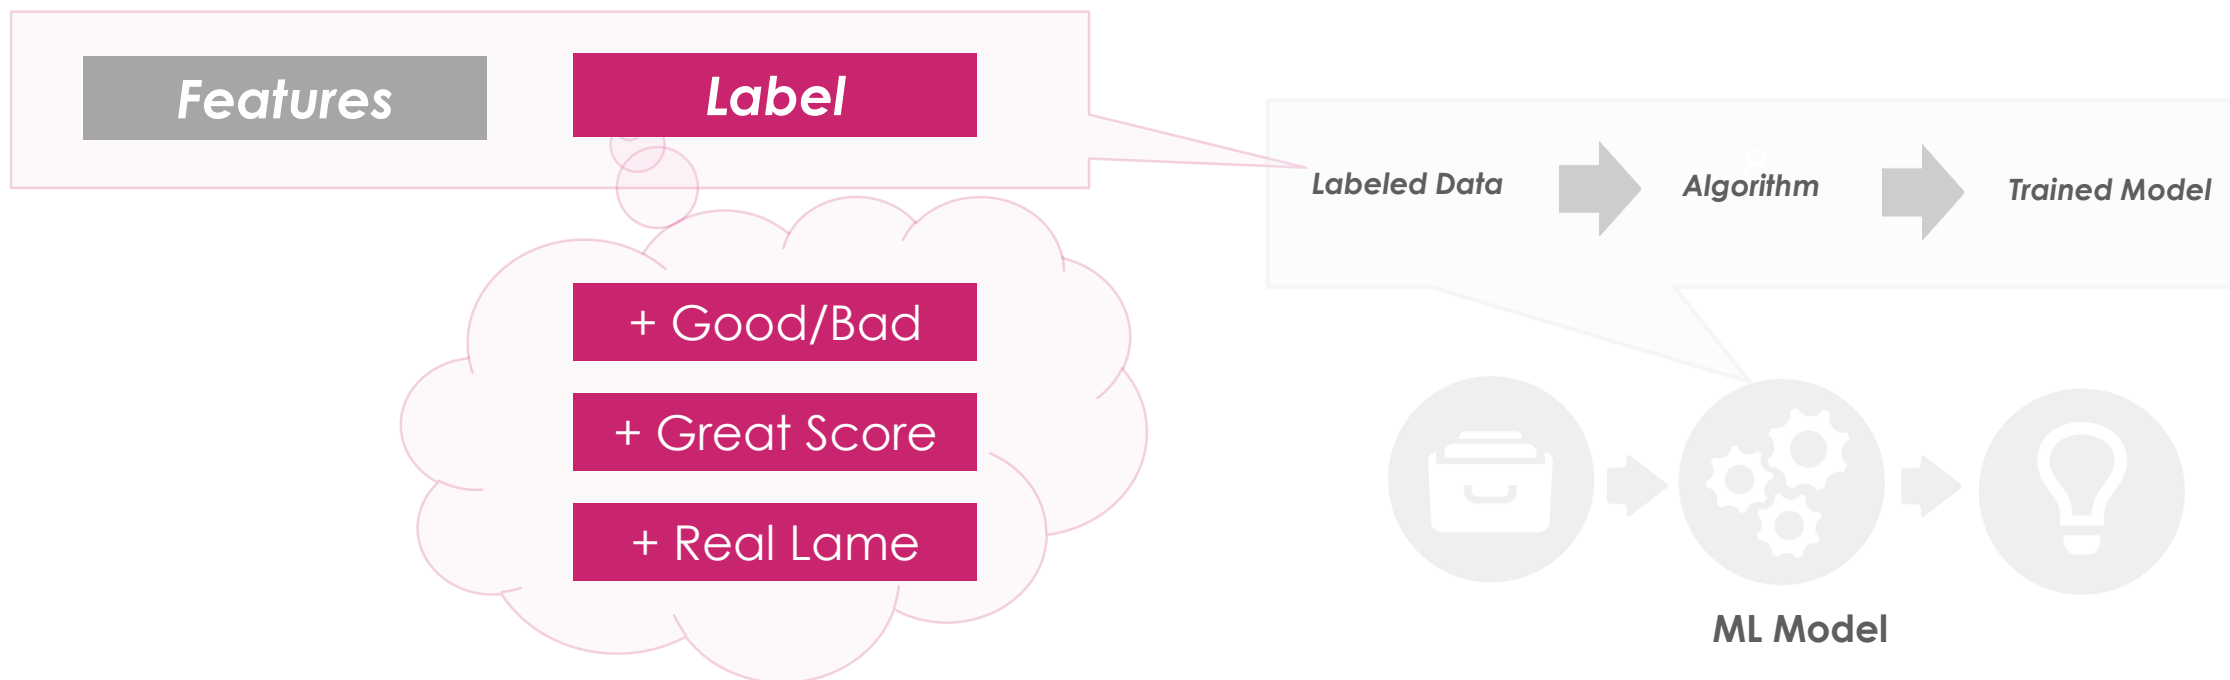 Features
Label
Labeled Data
Algorithm
Trained Model
+ Good/Bad
+ Great Score
+ Real Lame
ML Model